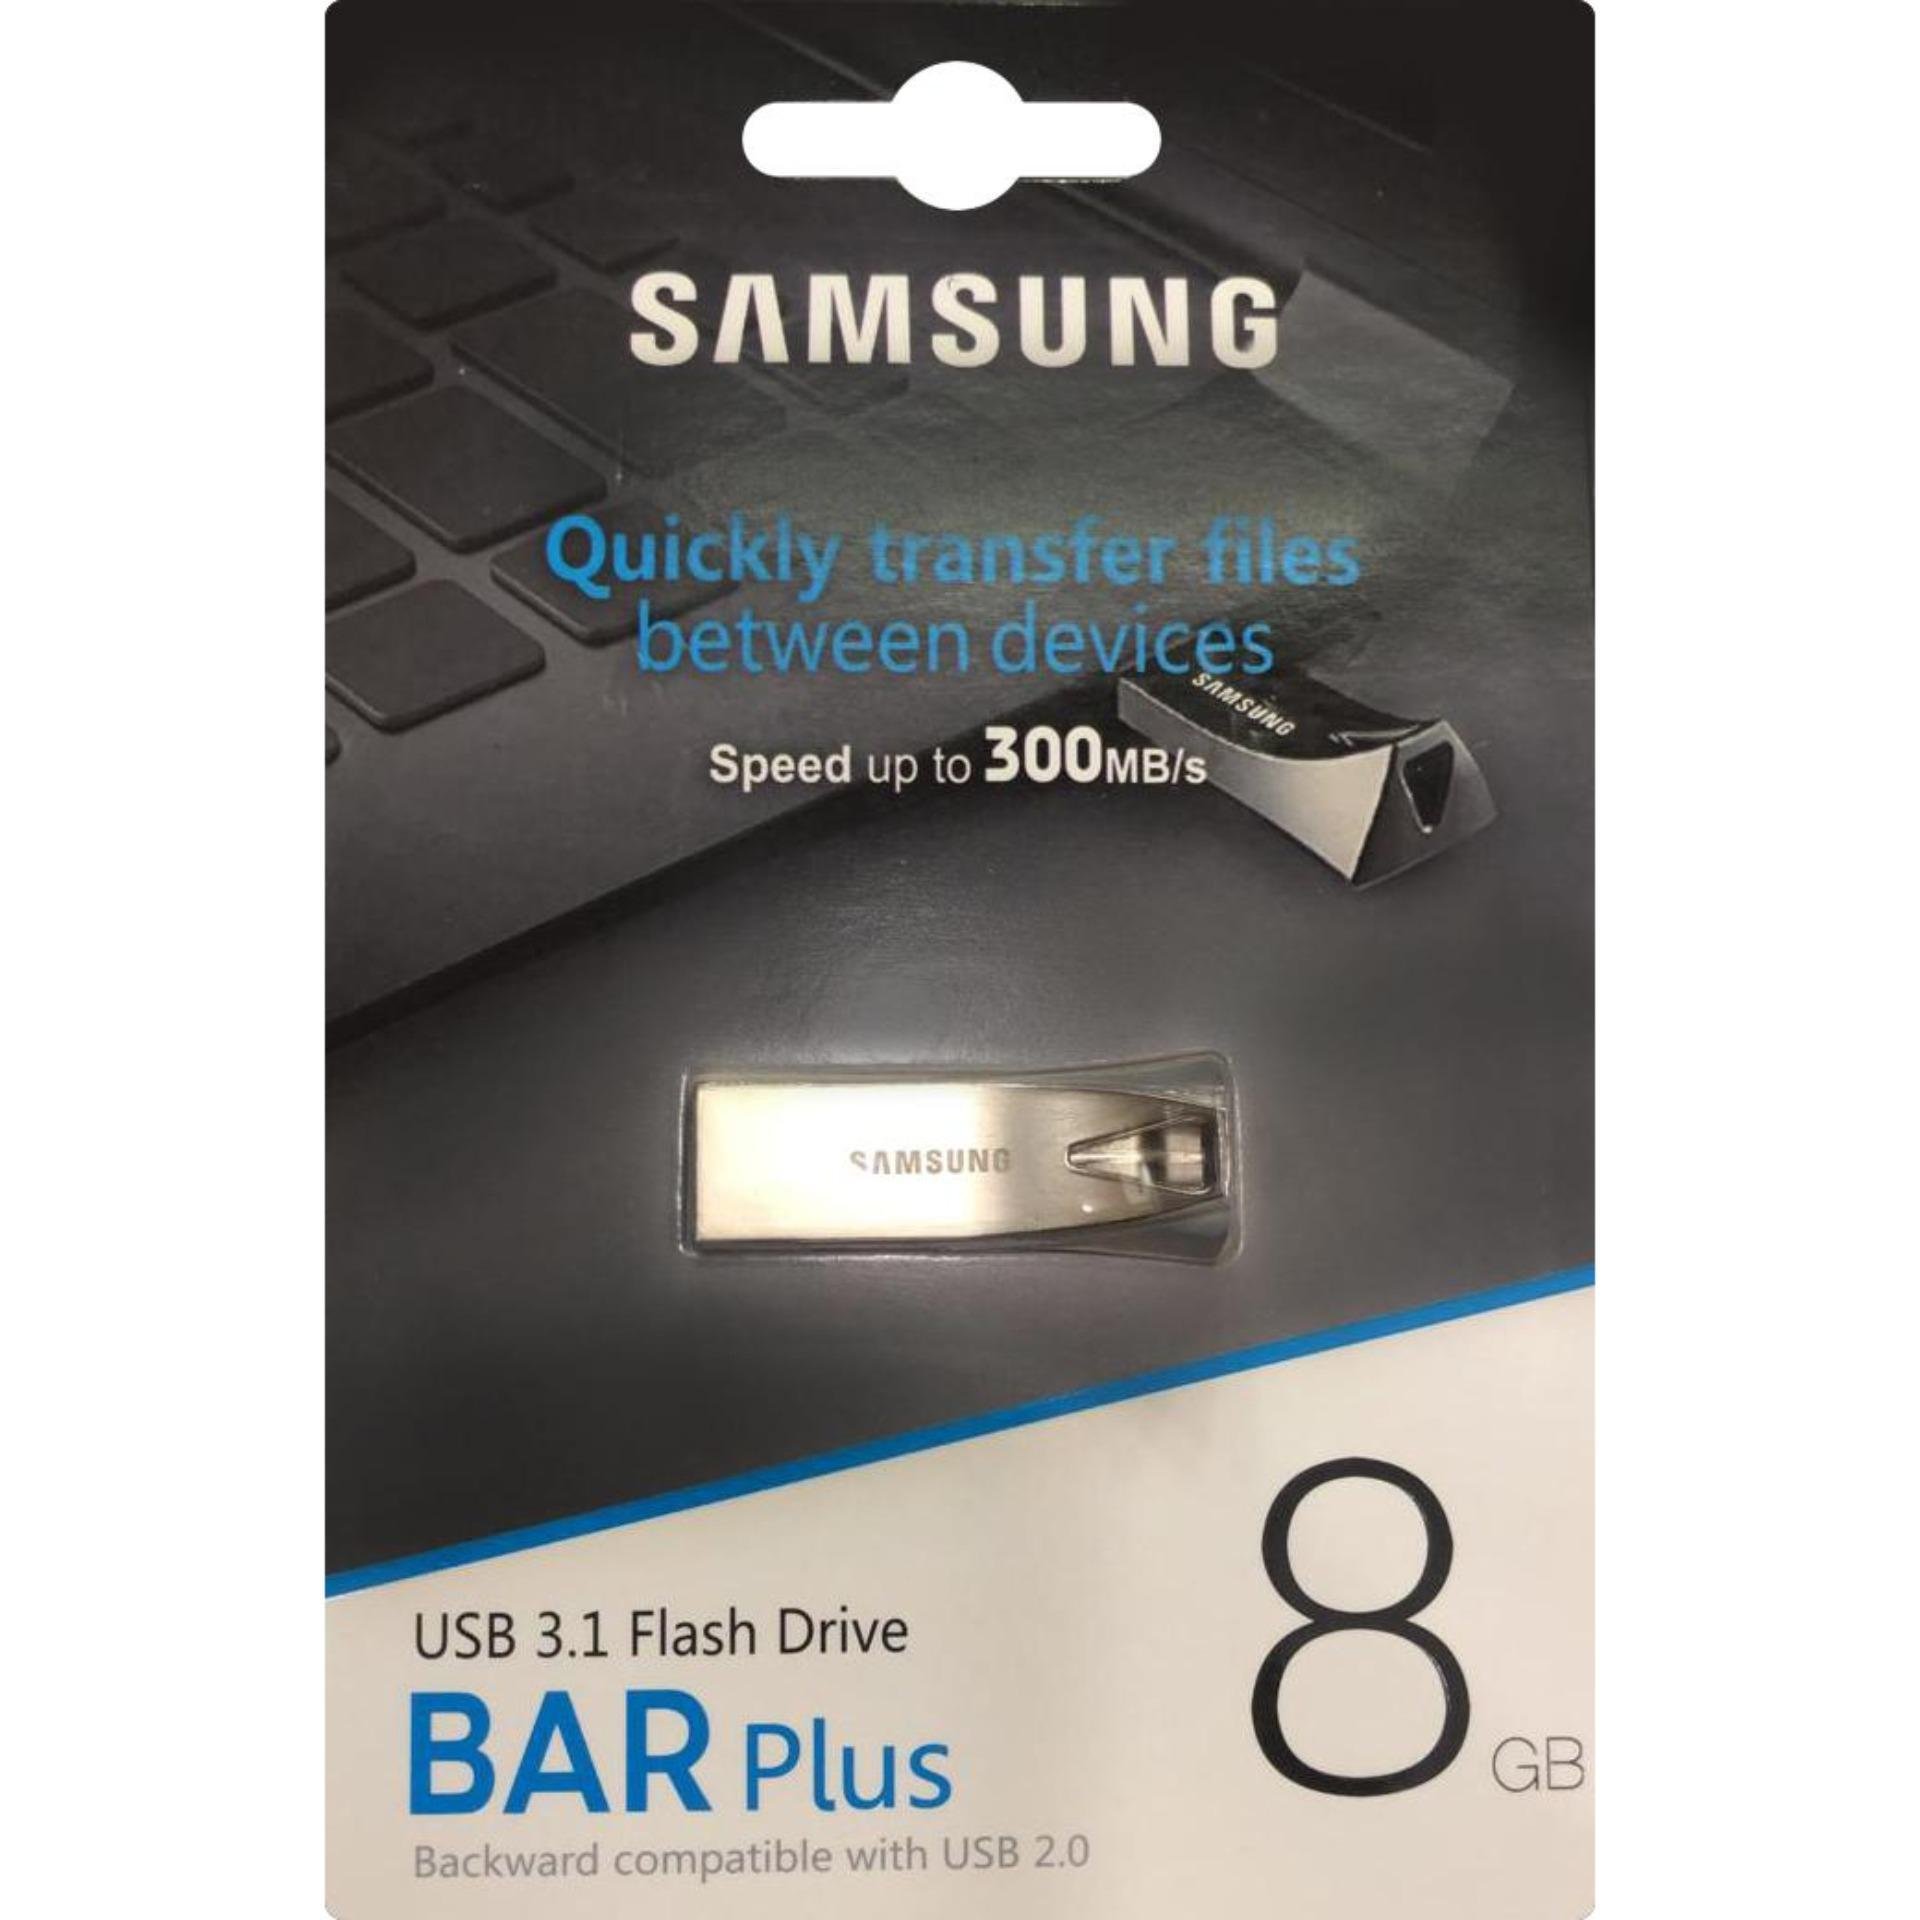 SAMSUNG
Quickly transfer files
between devices
SAMSUNG
Speed up to 300MB/s
SAMSUNG
USB 3.1 Flash Drive
BAR Plus
Backward compatible with USB 2.0
8 GB